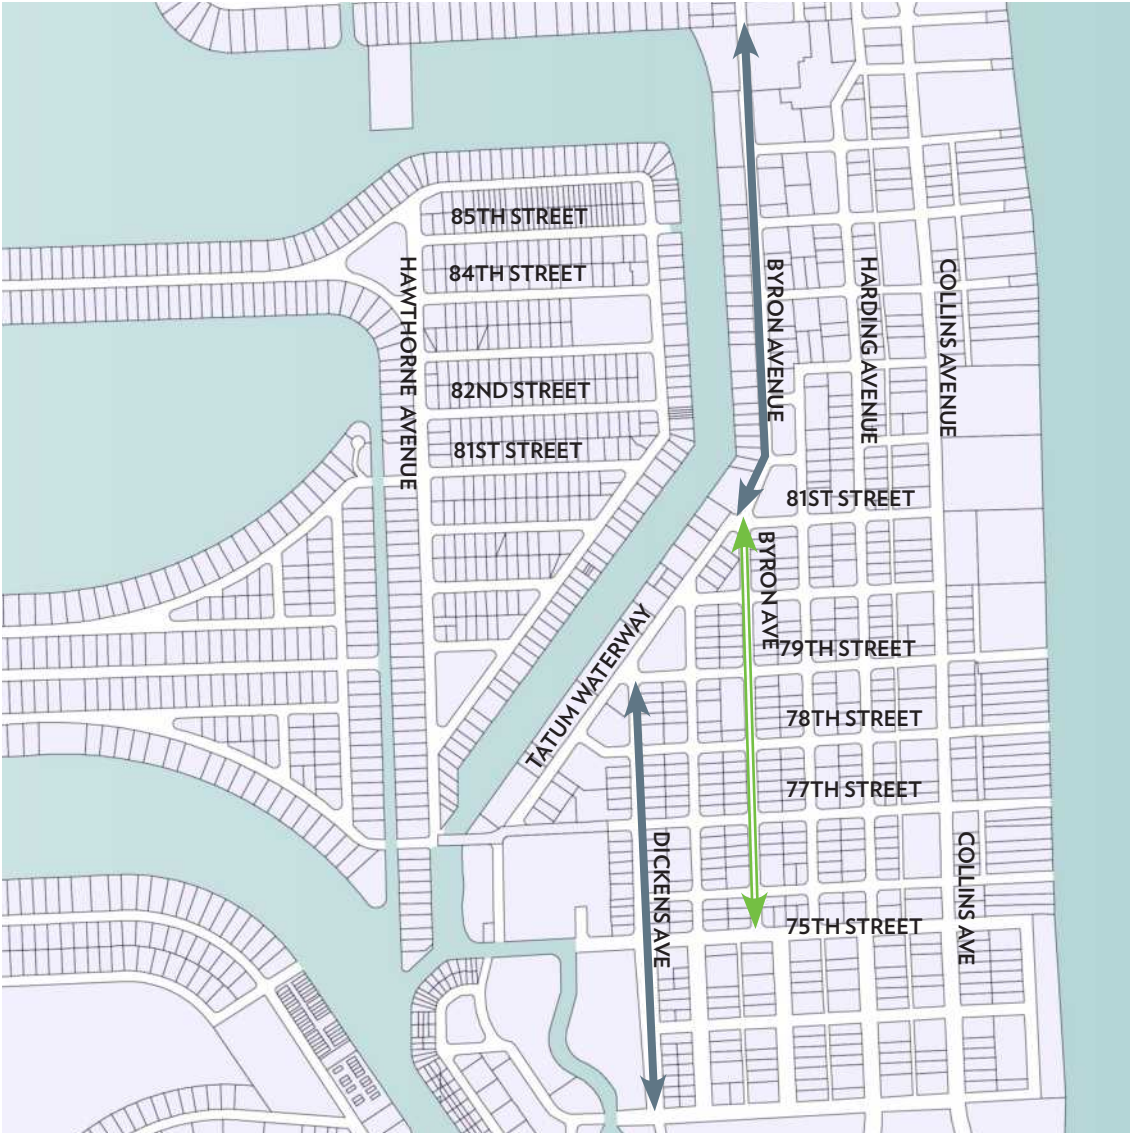 85TH STREET
84TH STREET
HAWTHORNE AVENUE
BYRON AVENUE
HARDING AVENUE
COLLINS AVENUE
82ND STREET
81ST STREET
81ST STREET
BYRON AVE
TATUM WATERWAY
79TH STREET
78TH STREET
77TH STREET
DICKENS AVE
COLLINS AVE
75TH STREET